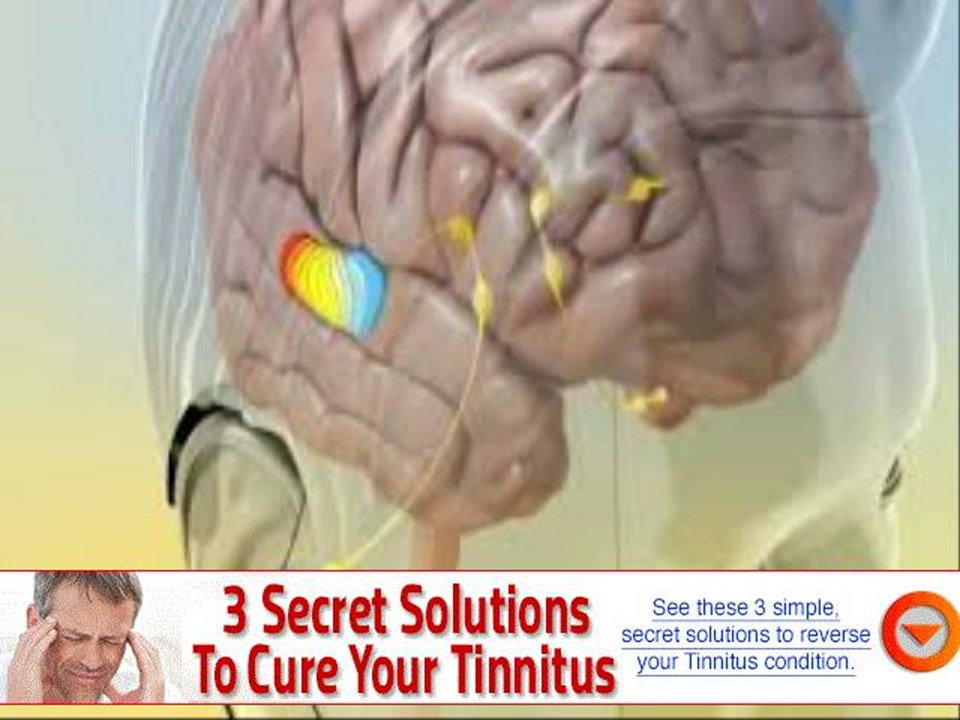 3 Secret Solutions
To Cure Your Tinnitus
See these 3 simple,
secret solutions to reverse
your Tinnitus condition.